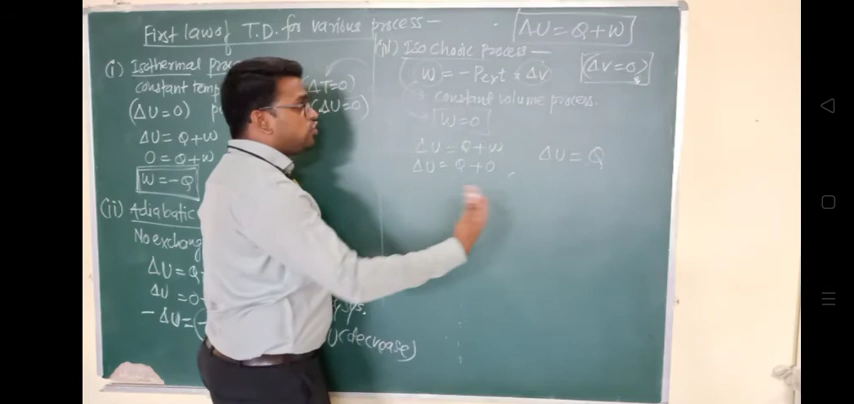 First law of T.D. for various process –
ΔU = Q + W
(i) Isothermal
constant temp
ΔT=0)
(ΔU=0)
(ΔU=0)
ΔU = Q+W
0 = Q+W
W = -Q
(ii) Adiabatic
No exchang
ΔU = Q
ΔU = 0
-ΔU = (-
(decrease)
Isochoric process –
W = -Pext × ΔV
(ΔV=0)
constant volume process.
W=0
ΔU = Q+W
ΔU = Q+0
ΔU = Q